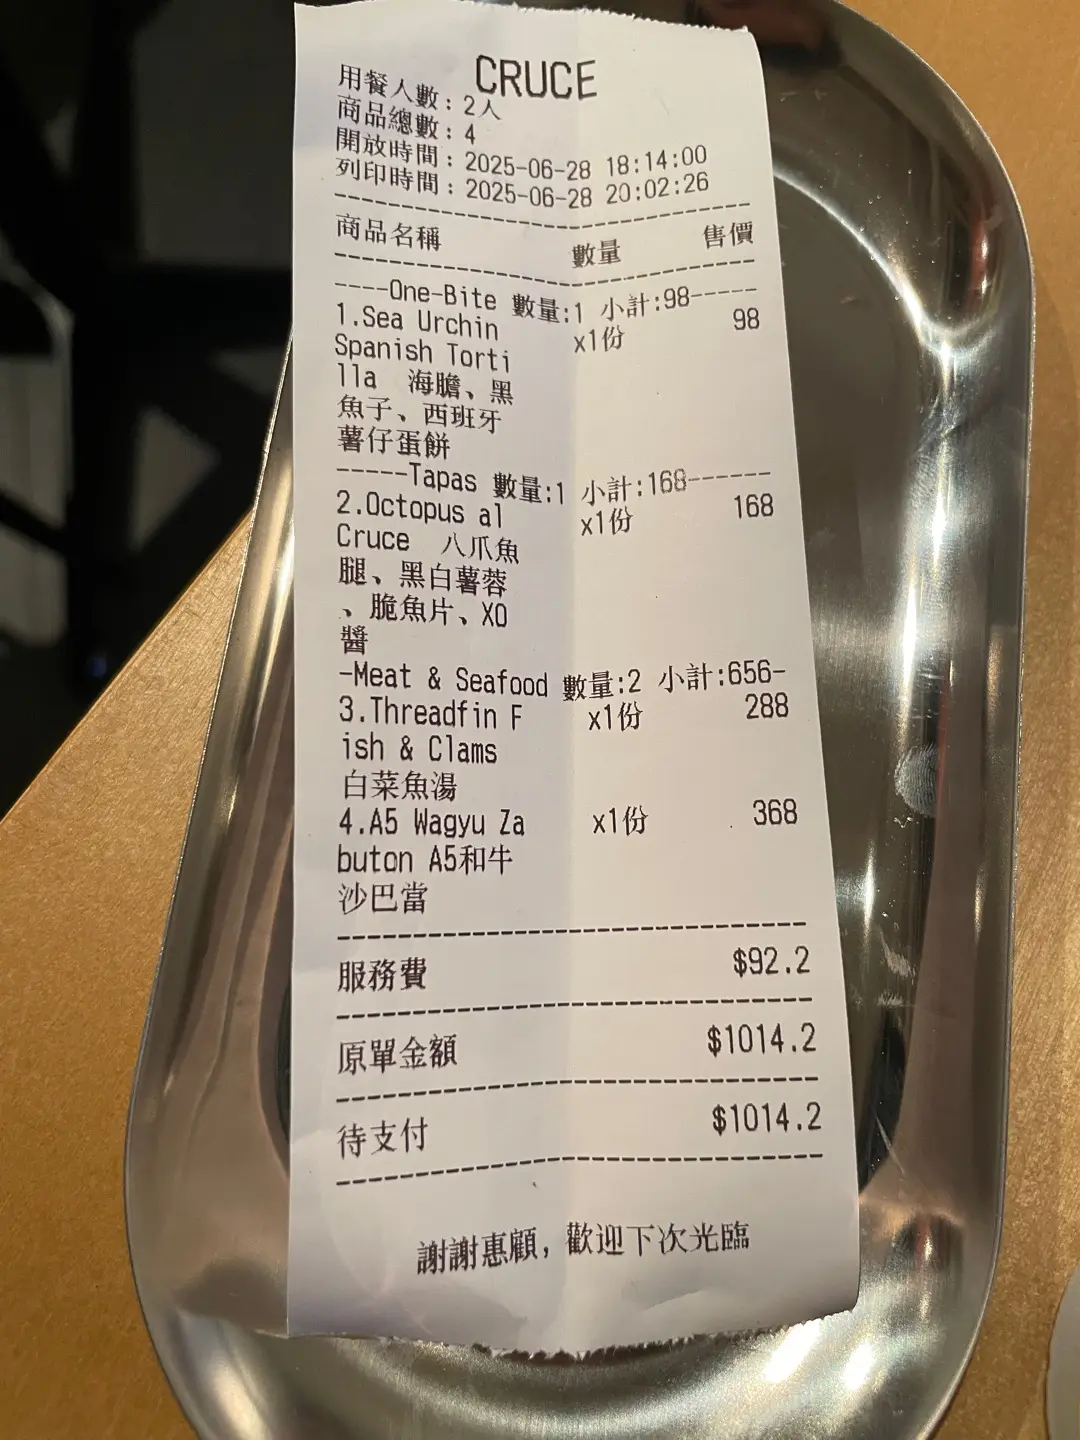 CRUCE
用餐人數: 2人
商品總數: 4
開放時間: 2025-06-28 18:14:00
列印時間: 2025-06-28 20:02:26
商品名稱 數量 售價
----One-Bite 數量:1 小計:98-----
1.Sea Urchin x1份 98
Spanish Torti
lla 海膽、黑
魚子、西班牙
薯仔蛋餅
-----Tapas 數量:1 小計:168------
2.Octopus al x1份 168
Cruce 八爪魚
腿、黑白薯蓉
、脆魚片、XO
醬
-Meat & Seafood 數量:2 小計:656-
3.Threadfin F x1份 288
ish & Clams
白菜魚湯
4.A5 Wagyu Za x1份 368
buton A5和牛
沙巴當
服務費 $92.2
原單金額 $1014.2
待支付 $1014.2
謝謝惠顧, 歡迎下次光臨